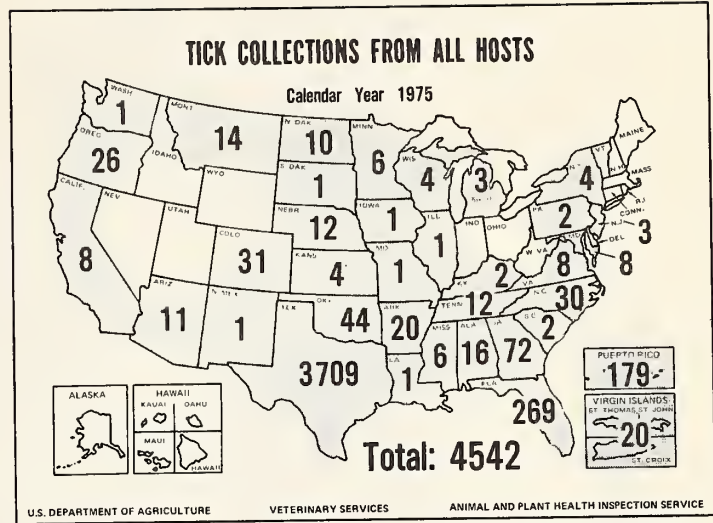 TICK COLLECTIONS FROM ALL HOSTS
Calendar Year 1975
WASH
1
MONT
14
N DAK
10
MINN
6
MAINE
OREG
26
IDAHO
S DAK
1
WIS
4
3
VT
N H
MASS
4
WYO
NEBR
12
IOWA
1
PA
2
R.I
CONN.
N.J
3
CALIF.
8
NEV
UTAH
COLO
31
KANS
4
MO
1
ILL
1
IND
OHIO
W VA
MD
DEL
8
KY
2
VA
8
ARIZ
11
N MEX
1
TEX
3709
OKL
44
ARK
20
TENN
12
N.C
30
S C
2
MISS
6
ALA
16
GA
72
LA
1
FLA
269
PUERTO RICO
179
VIRGIN ISLANDS
ST THOMAS ST JOHN
20
ST. CROIX
ALASKA
HAWAII
KAUAI
OAHU
MAUI
HAWAII
Total: 4542
U.S. DEPARTMENT OF AGRICULTURE
VETERINARY SERVICES
ANIMAL AND PLANT HEALTH INSPECTION SERVICE